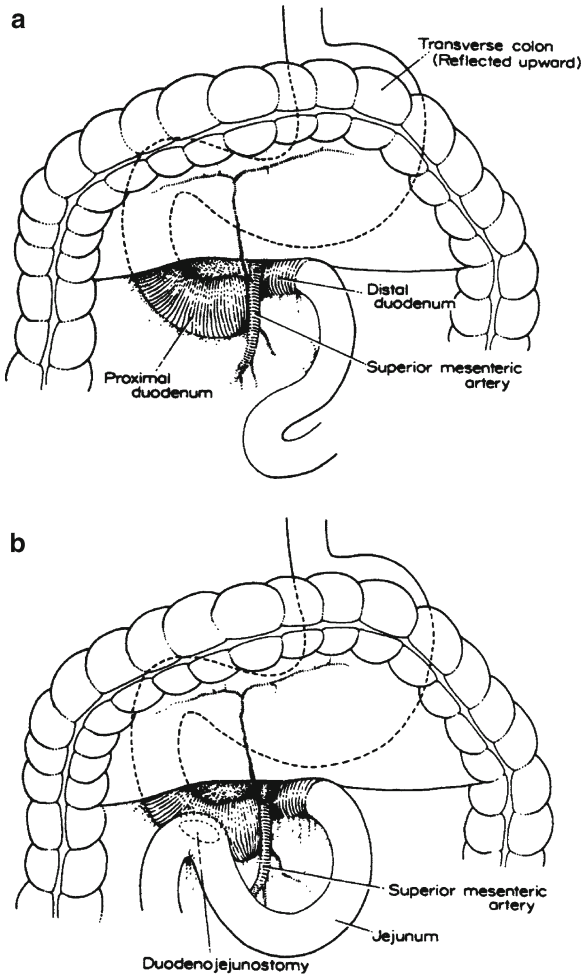 a
Transverse colon
(Reflected upward)
Distal
duodenum
Superior mesenteric
artery
Proximal
duodenum
b
Superior mesenteric
artery
Jejunum
Duodenojejunostomy